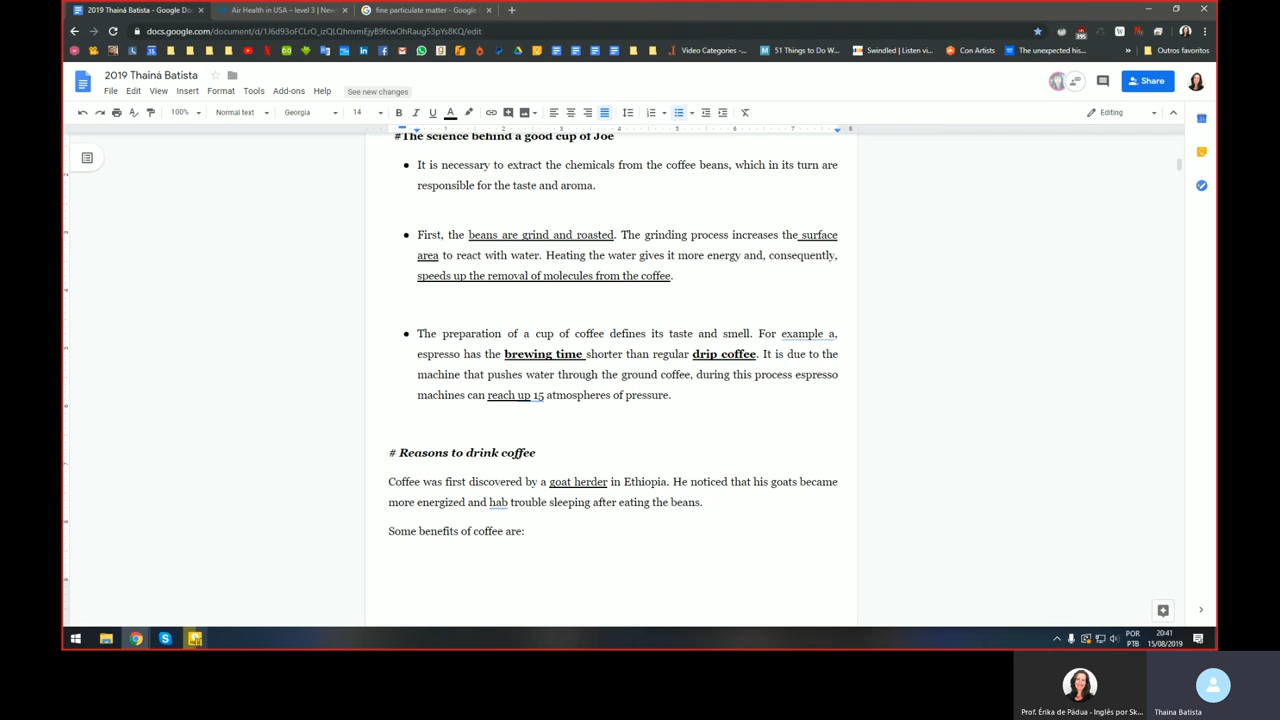 2019 Thainá Batista - Google Do
Air Health in USA – level 3 | New
fine particulate matter - Google S
docs.google.com/document/d/1J6d93oFCLrO_izQLQhnvmEjyB9fcwOhRaug53pYs8KQ/edit
Video Categories -...
51 Things to Do W...
Swindled | Listen vi...
Con Artists
The unexpected his...
Outros favoritos
2019 Thainá Batista
File Edit View Insert Format Tools Add-ons Help See new changes
Share
100% Normal text Georgia 14 Editing
#The science behind a good cup of Joe
● It is necessary to extract the chemicals from the coffee beans, which in its turn are
responsible for the taste and aroma.
● First, the beans are grind and roasted. The grinding process increases the surface
area to react with water. Heating the water gives it more energy and, consequently,
speeds up the removal of molecules from the coffee.
● The preparation of a cup of coffee defines its taste and smell. For example a,
espresso has the brewing time shorter than regular drip coffee. It is due to the
machine that pushes water through the ground coffee, during this process espresso
machines can reach up 15 atmospheres of pressure.
# Reasons to drink coffee
Coffee was first discovered by a goat herder in Ethiopia. He noticed that his goats became
more energized and hab trouble sleeping after eating the beans.
Some benefits of coffee are:
POR
PTB
20:41
15/08/2019
Prof. Érika de Pádua - Inglês por Sk...
Thaina Batista